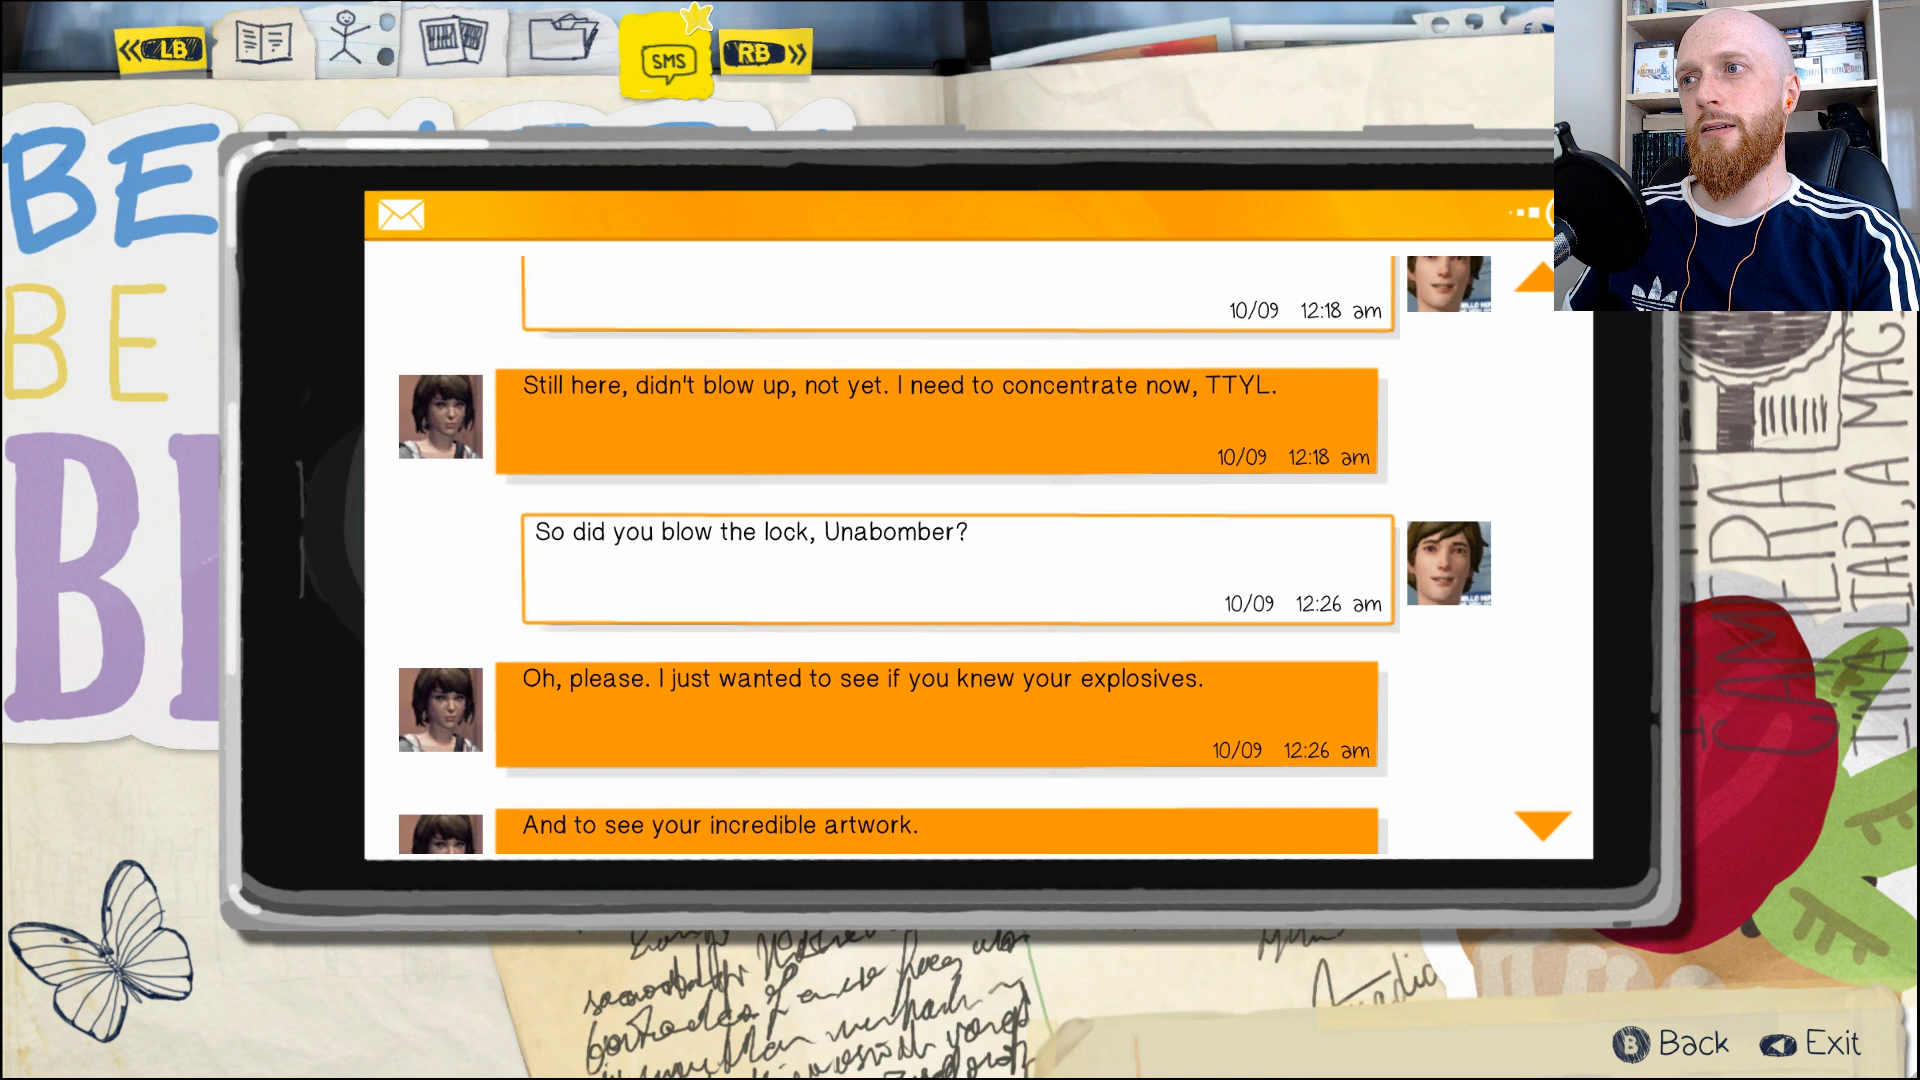 LB
SMS
RB
BE
BE
10/09 12:18 am
Still here, didn't blow up, not yet. I need to concentrate now, TTYL.
10/09 12:18 am
So did you blow the lock, Unabomber?
10/09 12:26 am
Oh, please. I just wanted to see if you knew your explosives.
10/09 12:26 am
And to see your incredible artwork.
CAMERA
ALTAR, A MAG
B Back
Exit